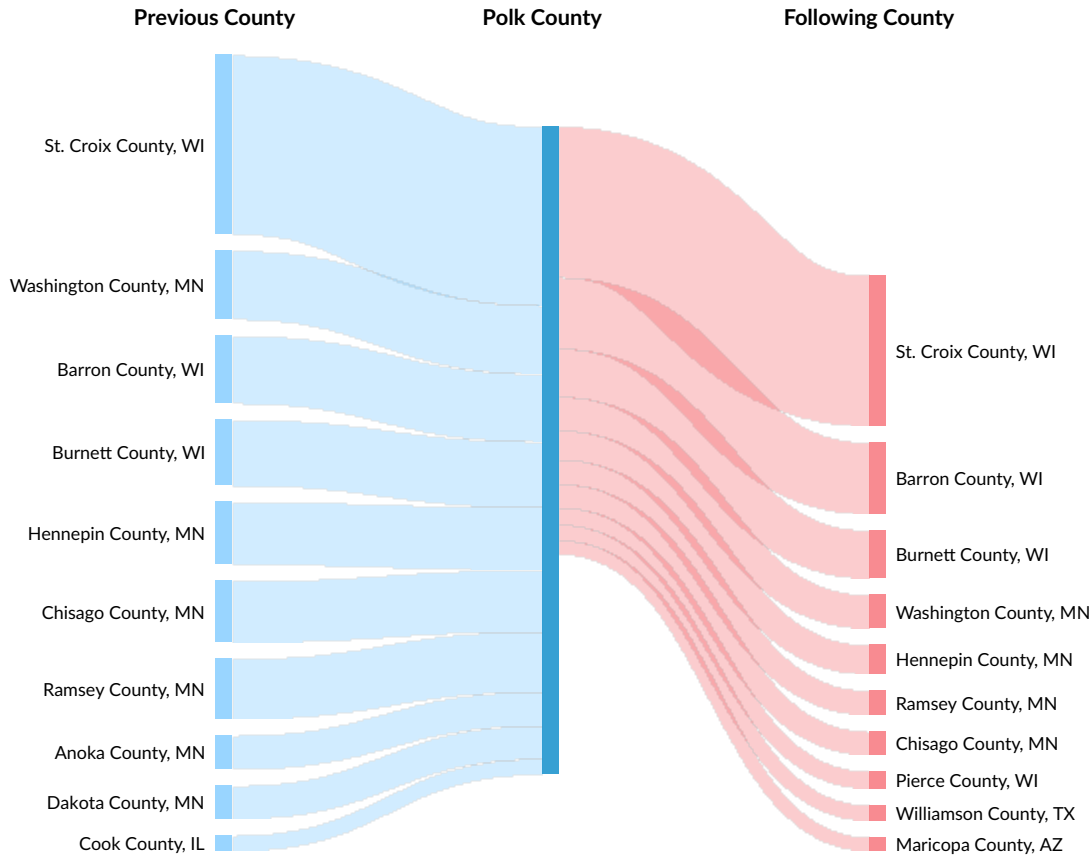 Previous County
Polk County
Following County
St. Croix County, WI
Washington County, MN
Barron County, WI
Burnett County, WI
Hennepin County, MN
Chisago County, MN
Ramsey County, MN
Anoka County, MN
Dakota County, MN
Cook County, IL
St. Croix County, WI
Barron County, WI
Burnett County, WI
Washington County, MN
Hennepin County, MN
Ramsey County, MN
Chisago County, MN
Pierce County, WI
Williamson County, TX
Maricopa County, AZ